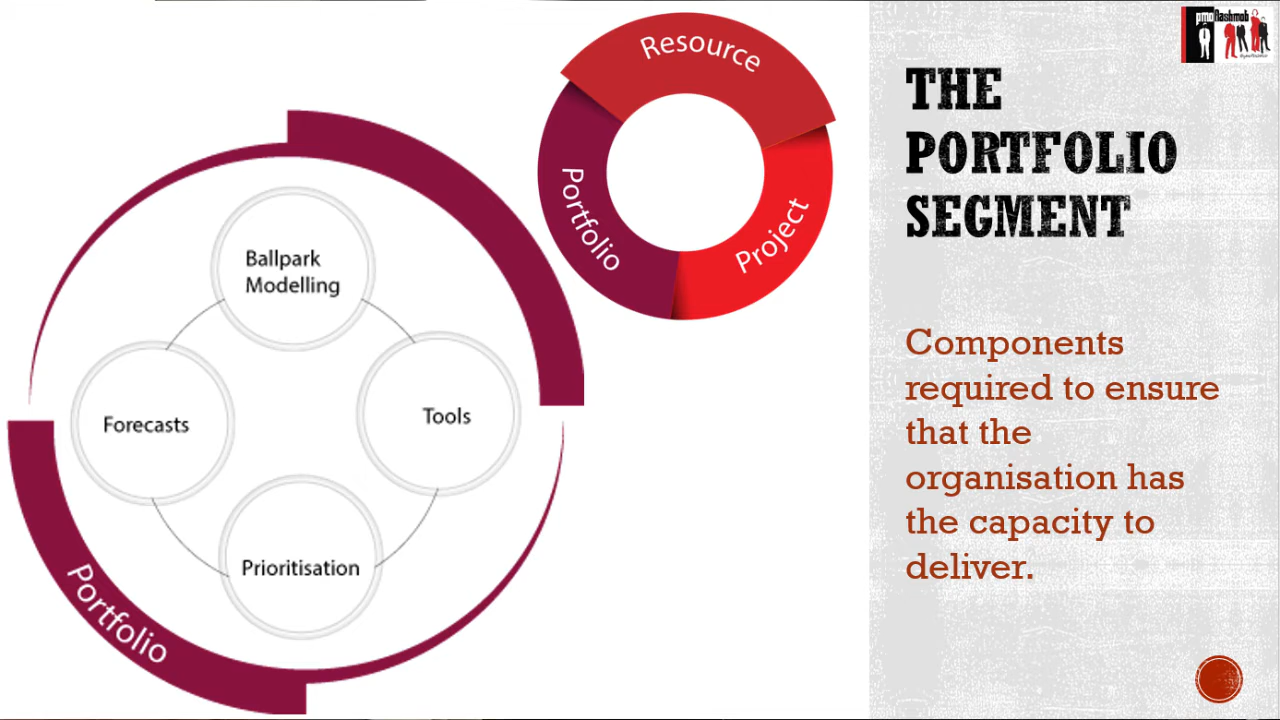 Resource
Portfolio
Project
Ballpark
Modelling
Forecasts
Tools
Prioritisation
Portfolio
pmoflashmob
THE
PORTFOLIO
SEGMENT
Components
required to ensure
that the
organisation has
the capacity to
deliver.